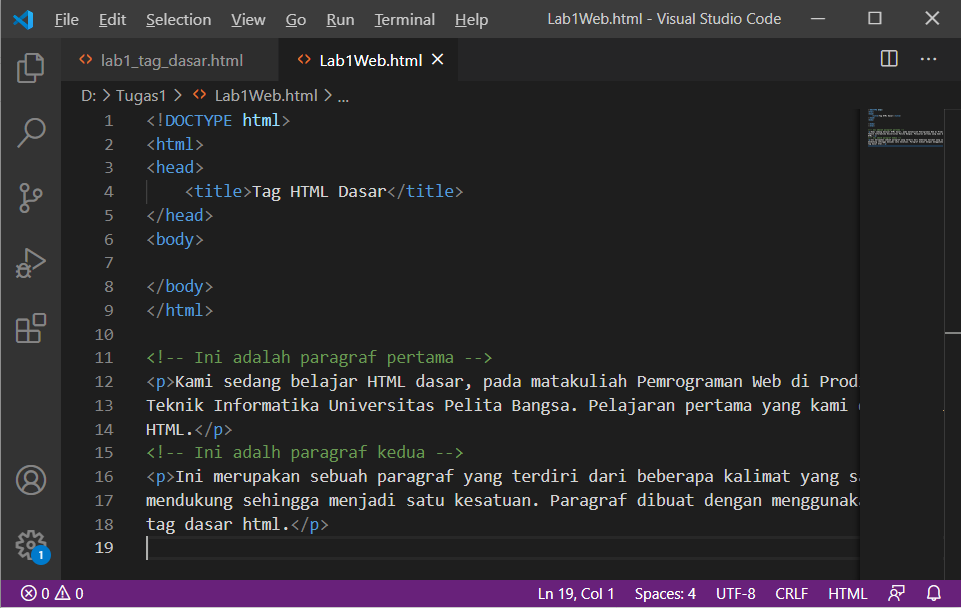 File Edit Selection View Go Run Terminal Help Lab1Web.html - Visual Studio Code
lab1_tag_dasar.html Lab1Web.html
D: > Tugas1 > Lab1Web.html > ...
1 <!DOCTYPE html>
2 <html>
3 <head>
4 <title>Tag HTML Dasar</title>
5 </head>
6 <body>
7
8 </body>
9 </html>
10
11 <!-- Ini adalah paragraf pertama -->
12 <p>Kami sedang belajar HTML dasar, pada matakuliah Pemrograman Web di Prod
13 Teknik Informatika Universitas Pelita Bangsa. Pelajaran pertama yang kami
14 HTML.</p>
15 <!-- Ini adalh paragraf kedua -->
16 <p>Ini merupakan sebuah paragraf yang terdiri dari beberapa kalimat yang
17 mendukung sehingga menjadi satu kesatuan. Paragraf dibuat dengan menggunak
18 tag dasar html.</p>
19
1
0 0 Ln 19, Col 1 Spaces: 4 UTF-8 CRLF HTML